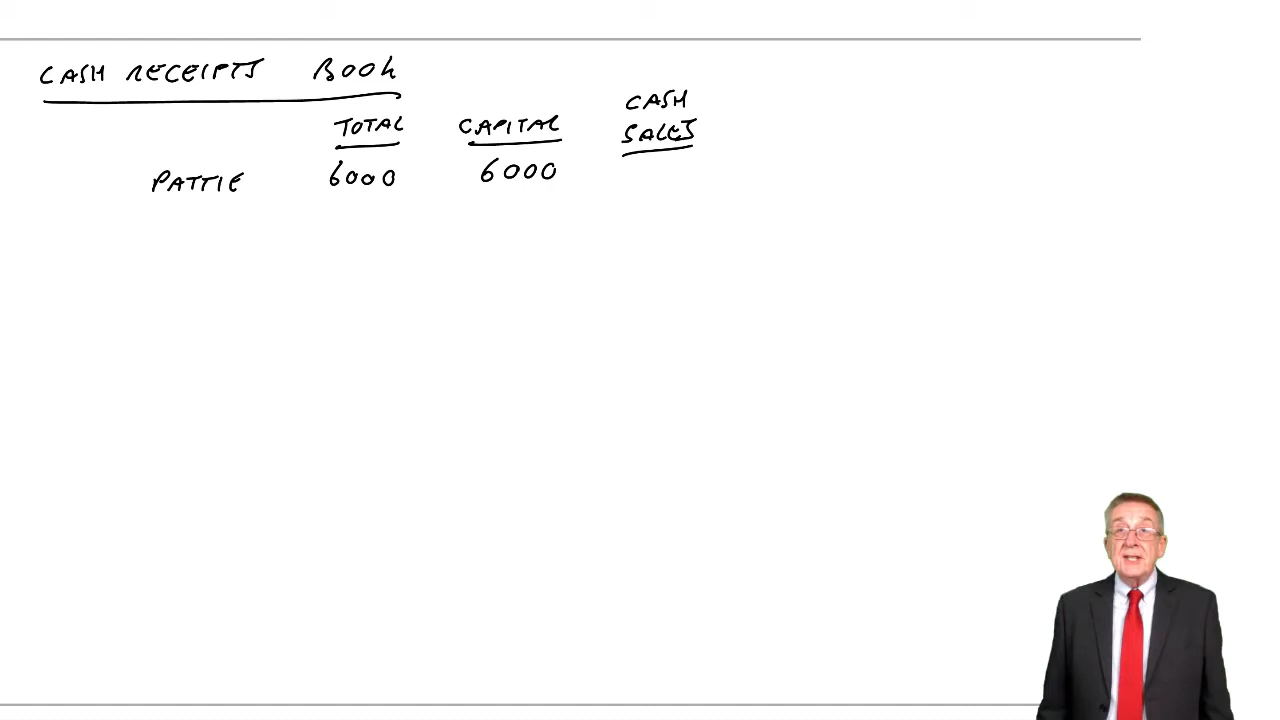 CASH RECEIPTS BOOK
CASH
TOTAL CAPITAL SALES
PATTIE 6000 6000